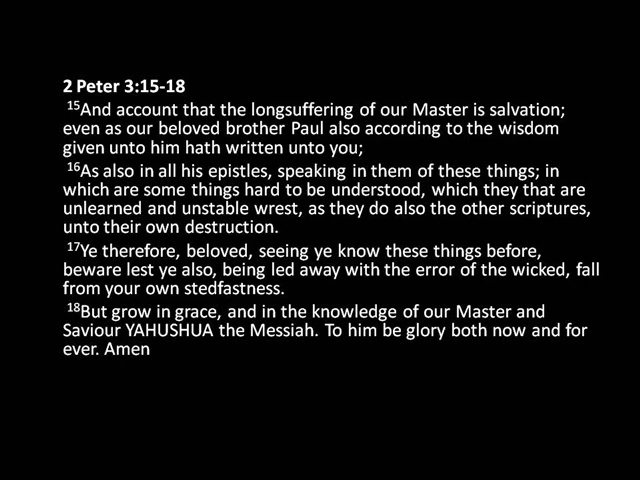 2 Peter 3:15-18
15And account that the longsuffering of our Master is salvation;
even as our beloved brother Paul also according to the wisdom
given unto him hath written unto you;
16As also in all his epistles, speaking in them of these things; in
which are some things hard to be understood, which they that are
unlearned and unstable wrest, as they do also the other scriptures,
unto their own destruction.
17Ye therefore, beloved, seeing ye know these things before,
beware lest ye also, being led away with the error of the wicked, fall
from your own stedfastness.
18But grow in grace, and in the knowledge of our Master and
Saviour YAHUSHUA the Messiah. To him be glory both now and for
ever. Amen